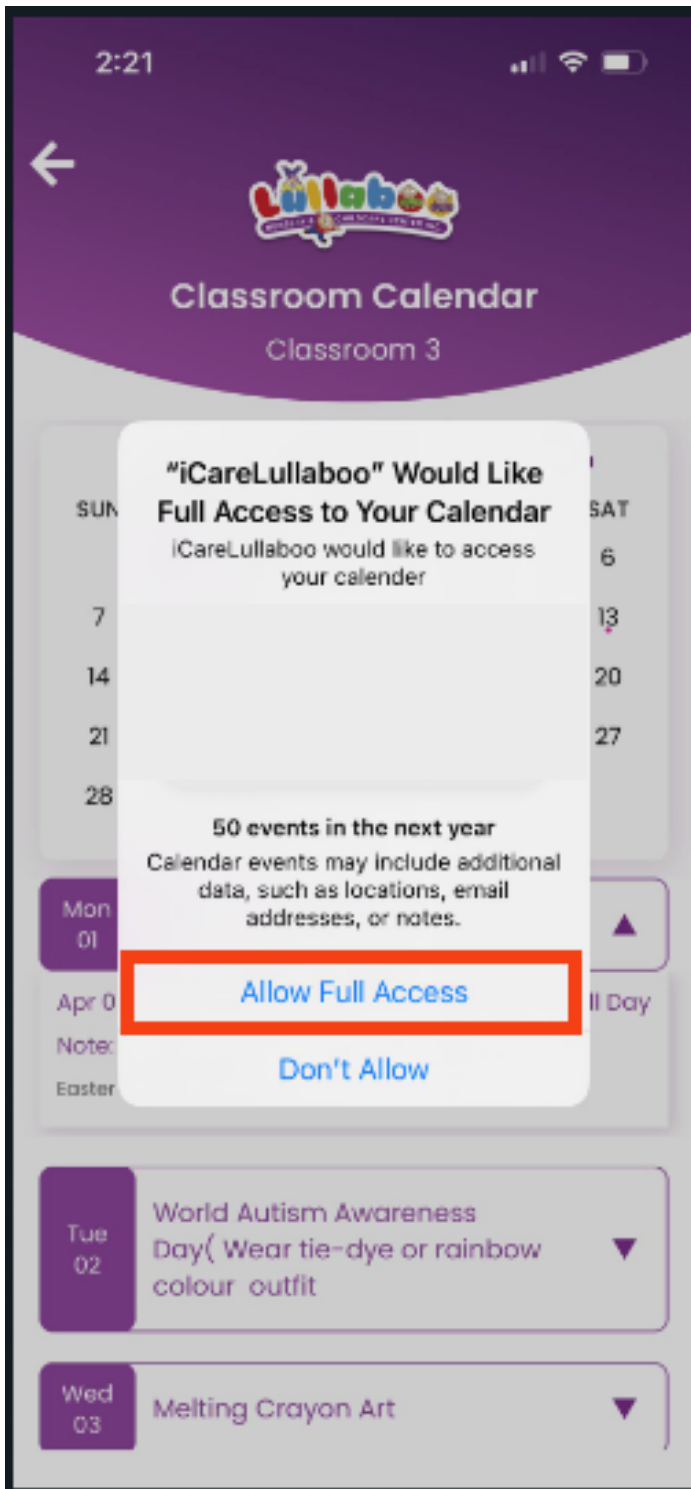 2:21
Lullaboo
Classroom Calendar
Classroom 3
"iCareLullaboo" Would Like
Full Access to Your Calendar
iCareLullaboo would like to access
your calender
SUN
SAT
6
7
13
14
20
21
27
28
50 events in the next year
Calendar events may include additional
data, such as locations, email
addresses, or notes.
Mon
01
Allow Full Access
Apr 0
ll Day
Note:
Easter
Don't Allow
Tue
02
World Autism Awareness
Day( Wear tie-dye or rainbow
colour outfit
Wed
03
Melting Crayon Art